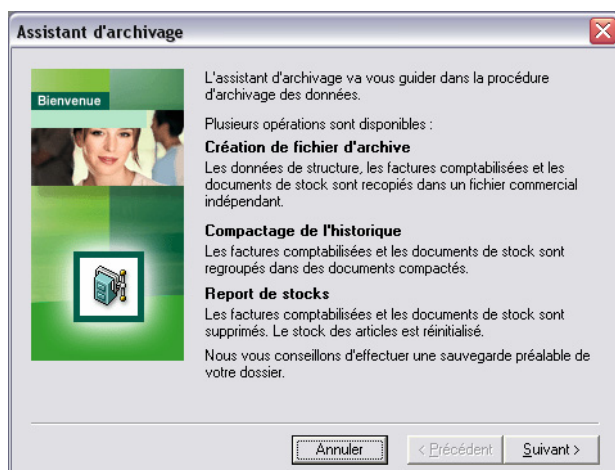 Assistant d'archivage
Bienvenue
L'assistant d'archivage va vous guider dans la procédure
d'archivage des données.
Plusieurs opérations sont disponibles :
Création de fichier d'archive
Les données de structure, les factures comptabilisées et les
documents de stock sont recopiés dans un fichier commercial
indépendant.
Compactage de l'historique
Les factures comptabilisées et les documents de stock sont
regroupés dans des documents compactés.
Report de stocks
Les factures comptabilisées et les documents de stock sont
supprimés. Le stock des articles est réinitialisé.
Nous vous conseillons d'effectuer une sauvegarde préalable de
votre dossier.
Annuler
< Précédent
Suivant >